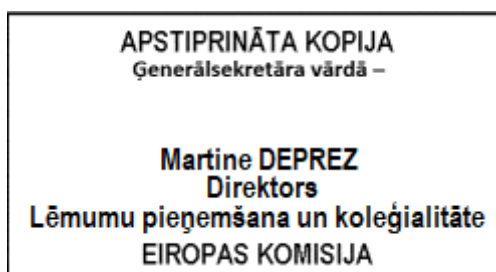 APSTIPRINĀTA KOPIJA
Ģenerālsekretāra vārdā –
Martine DEPREZ
Direktors
Lēmumu pieņemšana un koleģialitāte
EIROPAS KOMISIJA